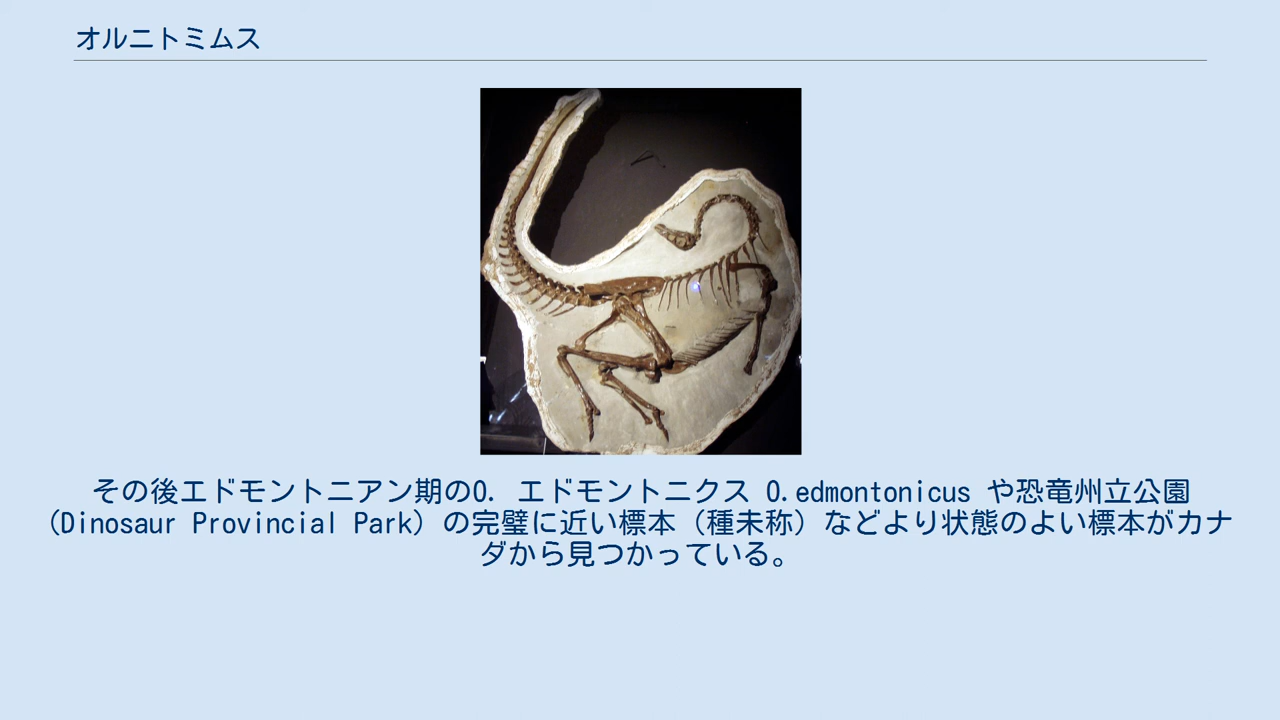 オルニトミムス
その後エドモントニアン期のO. エドモントニクス O.edmontonicus や恐竜州立公園
（Dinosaur Provincial Park）の完璧に近い標本（種未称）などより状態のよい標本がカナ
ダから見つかっている。